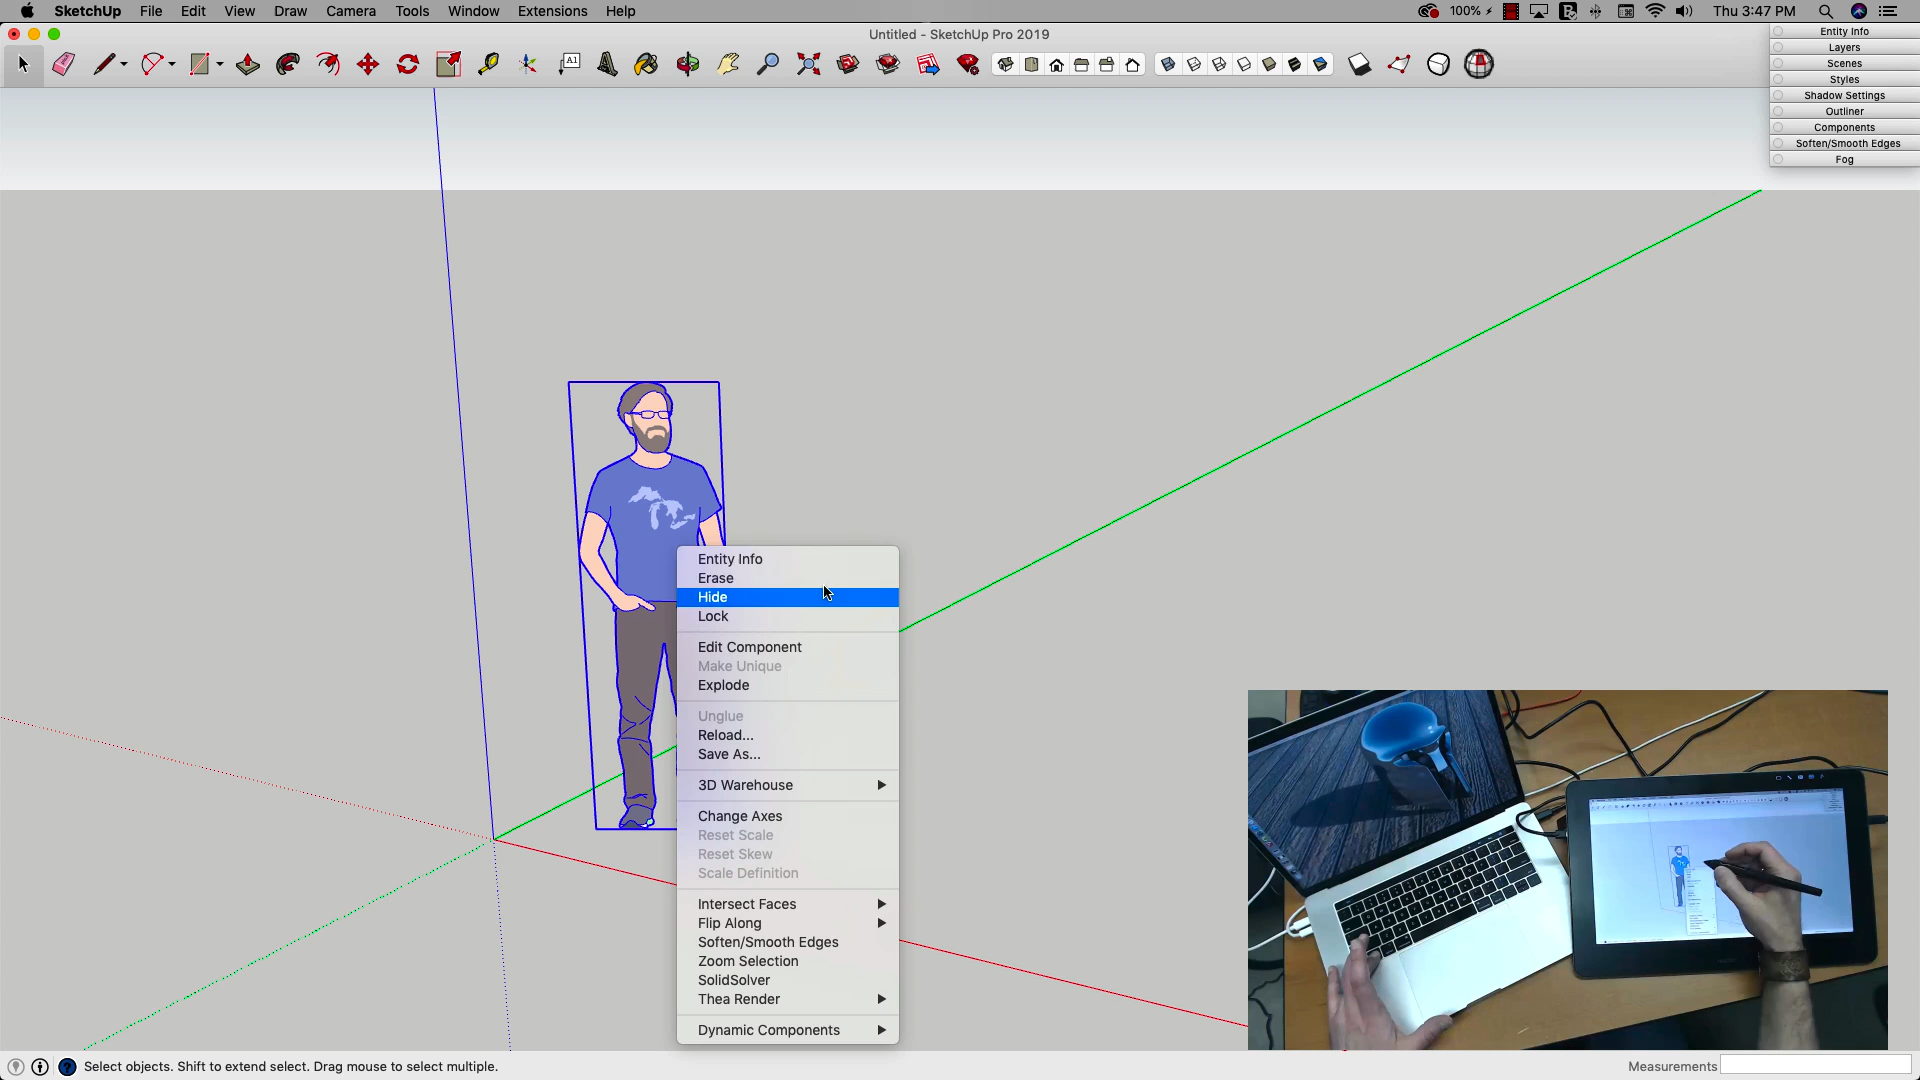 SketchUp File Edit View Draw Camera Tools Window Extensions Help
100% Thu 3:47 PM
Untitled - SketchUp Pro 2019
A1
Entity Info
Layers
Scenes
Styles
Shadow Settings
Outliner
Components
Soften/Smooth Edges
Fog
Entity Info
Erase
Hide
Lock
Edit Component
Make Unique
Explode
Unglue
Reload...
Save As...
3D Warehouse
Change Axes
Reset Scale
Reset Skew
Scale Definition
Intersect Faces
Flip Along
Soften/Smooth Edges
Zoom Selection
SolidSolver
Thea Render
Dynamic Components
Select objects. Shift to extend select. Drag mouse to select multiple.
Measurements